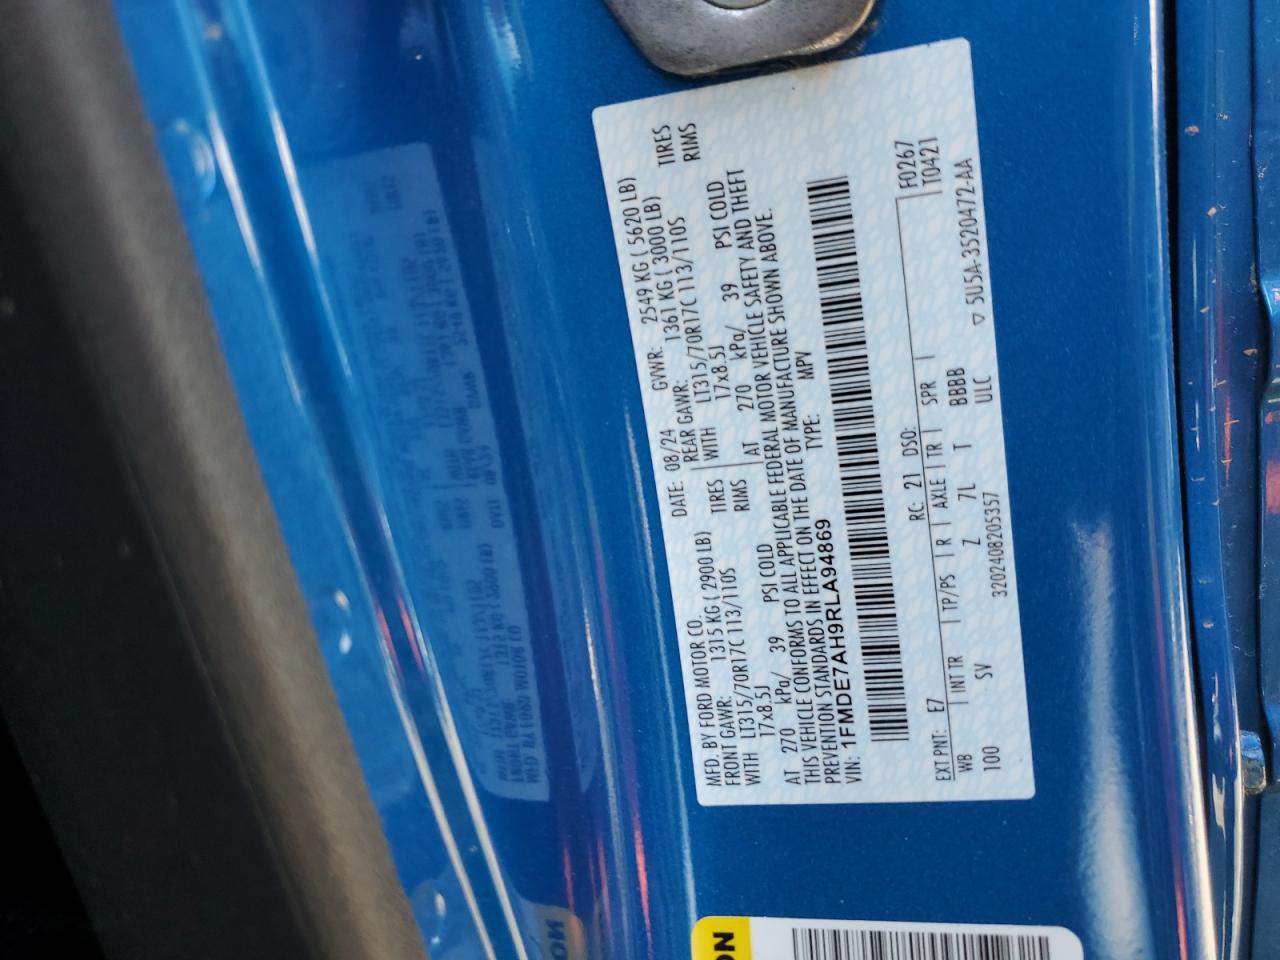 MFD. BY FORD MOTOR CO.
DATE: 08/24 GVWR: 2549 KG ( 5620 LB)
FRONT GAWR: 1315 KG ( 2900 LB)
REAR GAWR: 1361 KG ( 3000 LB)
WITH LT315/70R17C 113/110S TIRES
WITH LT315/70R17C 113/110S TIRES
17x8.5J RIMS
17x8.5J RIMS
AT 270 kPa/ 39 PSI COLD
AT 270 kPa/ 39 PSI COLD
THIS VEHICLE CONFORMS TO ALL APPLICABLE FEDERAL MOTOR VEHICLE SAFETY AND THEFT
PREVENTION STANDARDS IN EFFECT ON THE DATE OF MANUFACTURE SHOWN ABOVE.
VIN: 1FMDE7AH9RLA94869
TYPE: MPV
F0267
T0421
EXT PNT: E7 RC: 21 DSO:
WB INT TR TP/PS R AXLE TR SPR
100 SV Z 7L T BBBB
ULC
320240820535​7
▽ 5U5A-3520472-AA
ON